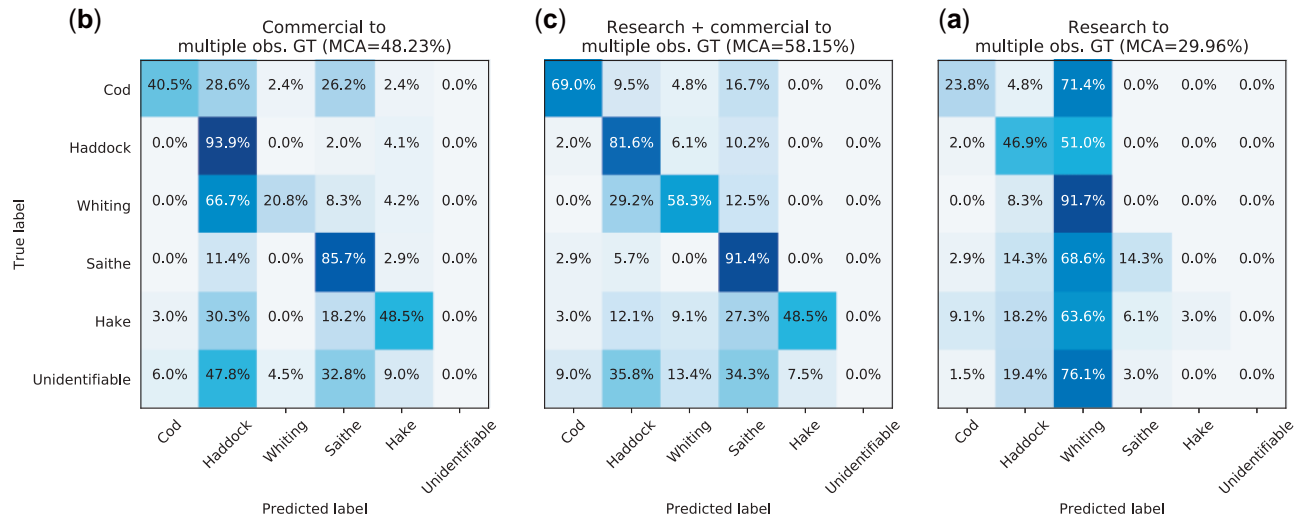 (b) Commercial to
multiple obs. GT (MCA=48.23%)
(c) Research + commercial to
multiple obs. GT (MCA=58.15%)
(a) Research to
multiple obs. GT (MCA=29.96%)
True label
Cod 40.5% 28.6% 2.4% 26.2% 2.4% 0.0%
Haddock 0.0% 93.9% 0.0% 2.0% 4.1% 0.0%
Whiting 0.0% 66.7% 20.8% 8.3% 4.2% 0.0%
Saithe 0.0% 11.4% 0.0% 85.7% 2.9% 0.0%
Hake 3.0% 30.3% 0.0% 18.2% 48.5% 0.0%
Unidentifiable 6.0% 47.8% 4.5% 32.8% 9.0% 0.0%
Cod Haddock Whiting Saithe Hake Unidentifiable
Predicted label
69.0% 9.5% 4.8% 16.7% 0.0% 0.0%
2.0% 81.6% 6.1% 10.2% 0.0% 0.0%
0.0% 29.2% 58.3% 12.5% 0.0% 0.0%
2.9% 5.7% 0.0% 91.4% 0.0% 0.0%
3.0% 12.1% 9.1% 27.3% 48.5% 0.0%
9.0% 35.8% 13.4% 34.3% 7.5% 0.0%
Cod Haddock Whiting Saithe Hake Unidentifiable
Predicted label
23.8% 4.8% 71.4% 0.0% 0.0% 0.0%
2.0% 46.9% 51.0% 0.0% 0.0% 0.0%
0.0% 8.3% 91.7% 0.0% 0.0% 0.0%
2.9% 14.3% 68.6% 14.3% 0.0% 0.0%
9.1% 18.2% 63.6% 6.1% 3.0% 0.0%
1.5% 19.4% 76.1% 3.0% 0.0% 0.0%
Cod Haddock Whiting Saithe Hake Unidentifiable
Predicted label